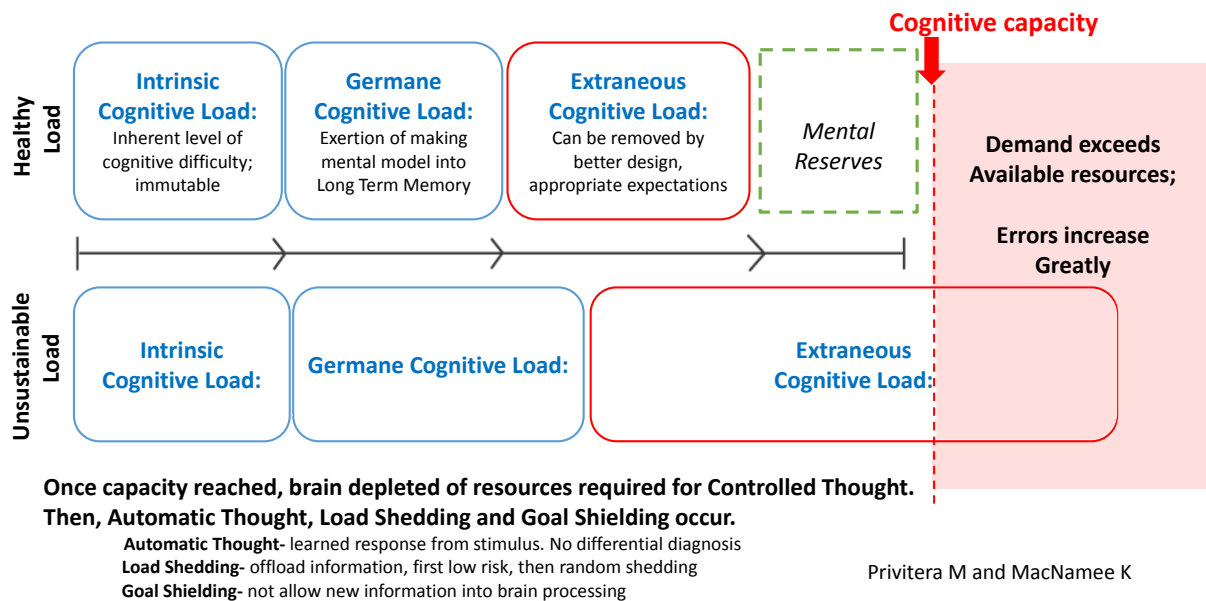 Cognitive capacity
Healthy
Load
Intrinsic
Cognitive Load:
Inherent level of
cognitive difficulty;
immutable
Germane
Cognitive Load:
Exertion of making
mental model into
Long Term Memory
Extraneous
Cognitive Load:
Can be removed by
better design,
appropriate expectations
Mental
Reserves
Demand exceeds
Available resources;
Errors increase
Greatly
Unsustainable
Load
Intrinsic
Cognitive Load:
Germane Cognitive Load:
Extraneous
Cognitive Load:
Once capacity reached, brain depleted of resources required for Controlled Thought.
Then, Automatic Thought, Load Shedding and Goal Shielding occur.
Automatic Thought- learned response from stimulus. No differential diagnosis
Load Shedding- offload information, first low risk, then random shedding
Goal Shielding- not allow new information into brain processing
Privitera M and MacNamee K